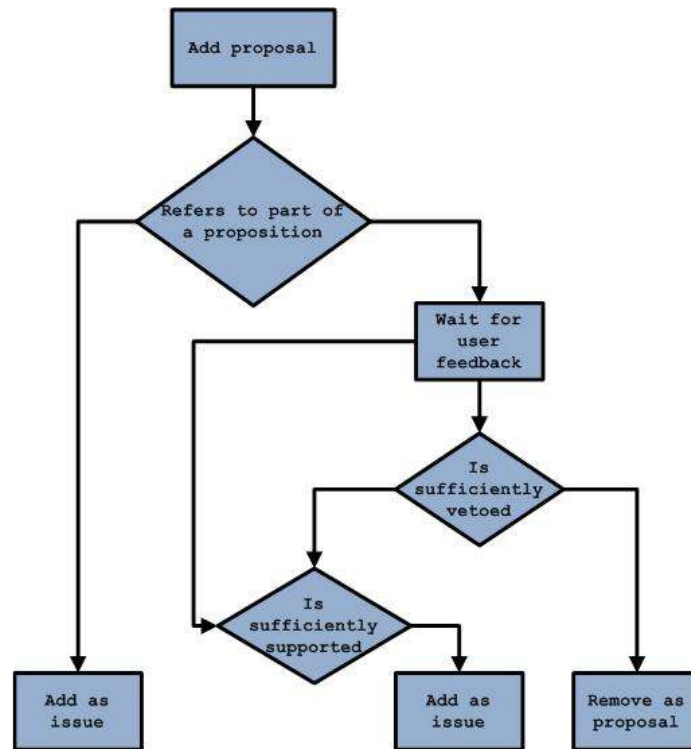 Add proposal
Refers to part of
a proposition
Wait for
user
feedback
Is
sufficiently
vetoed
Is
sufficiently
supported
Add as
issue
Add as
issue
Remove as
proposal